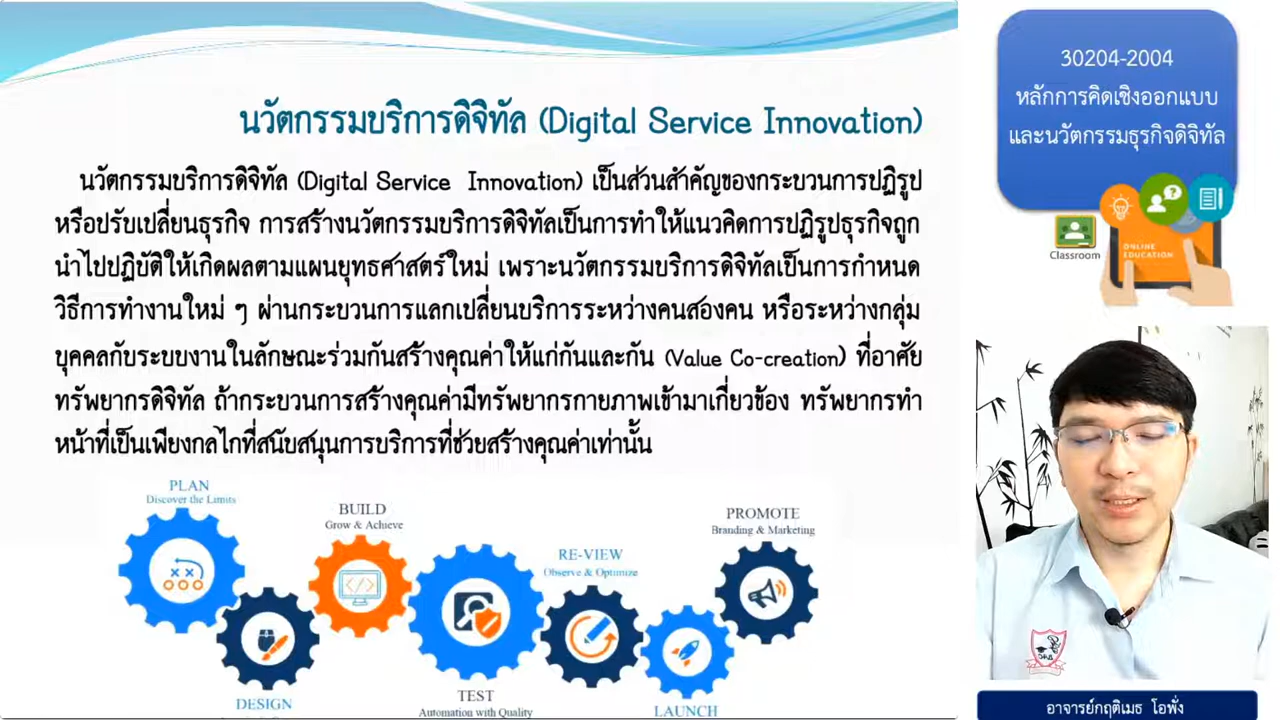 นวัตกรรมบริการดิจิทัล (Digital Service Innovation)
นวัตกรรมบริการดิจิทัล (Digital Service Innovation) เป็นส่วนสำคัญของกระบวนการปฏิรูป
หรือปรับเปลี่ยนธุรกิจ การสร้างนวัตกรรมบริการดิจิทัลเป็นการทำให้แนวคิดการปฏิรูปธุรกิจถูก
นำไปปฏิบัติให้เกิดผลตามแผนยุทธศาสตร์ใหม่ เพราะนวัตกรรมบริการดิจิทัลเป็นการกำหนด
วิธีการทำงานใหม่ ๆ ผ่านกระบวนการแลกเปลี่ยนบริการระหว่างคนสองคน หรือระหว่างกลุ่ม
บุคคลกับระบบงานในลักษณะร่วมกันสร้างคุณค่าให้แก่กันและกัน (Value Co-creation) ที่อาศัย
ทรัพยากรดิจิทัล ถ้ากระบวนการสร้างคุณค่ามีทรัพยากรกายภาพเข้ามาเกี่ยวข้อง ทรัพยากรทำ
หน้าที่เป็นเพียงกลไกที่สนับสนุนการบริการที่ช่วยสร้างคุณค่าเท่านั้น
PLAN
Discover the Limits
BUILD
Grow & Achieve
RE-VIEW
Observe & Optimize
PROMOTE
Branding & Marketing
DESIGN
TEST
Automation with Quality
LAUNCH
30204-2004
หลักการคิดเชิงออกแบบ
และนวัตกรรมธุรกิจดิจิทัล
Classroom
ONLINE
EDUCATION
อาจารย์กฤติเมธ โอพั่ง